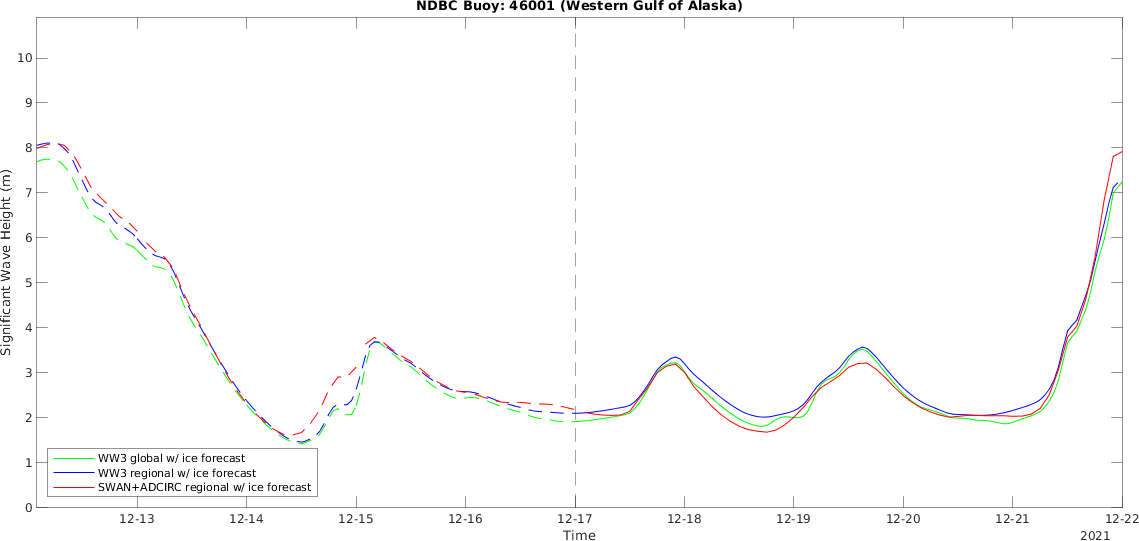 NDBC Buoy: 46001 (Western Gulf of Alaska)
10
9
8
7
6
5
4
3
2
1
0
Significant Wave Height (m)
WW3 global w/ ice forecast
WW3 regional w/ ice forecast
SWAN+ADCIRC regional w/ ice forecast
12-13 12-14 12-15 12-16 12-17 12-18 12-19 12-20 12-21 12-22
Time
2021